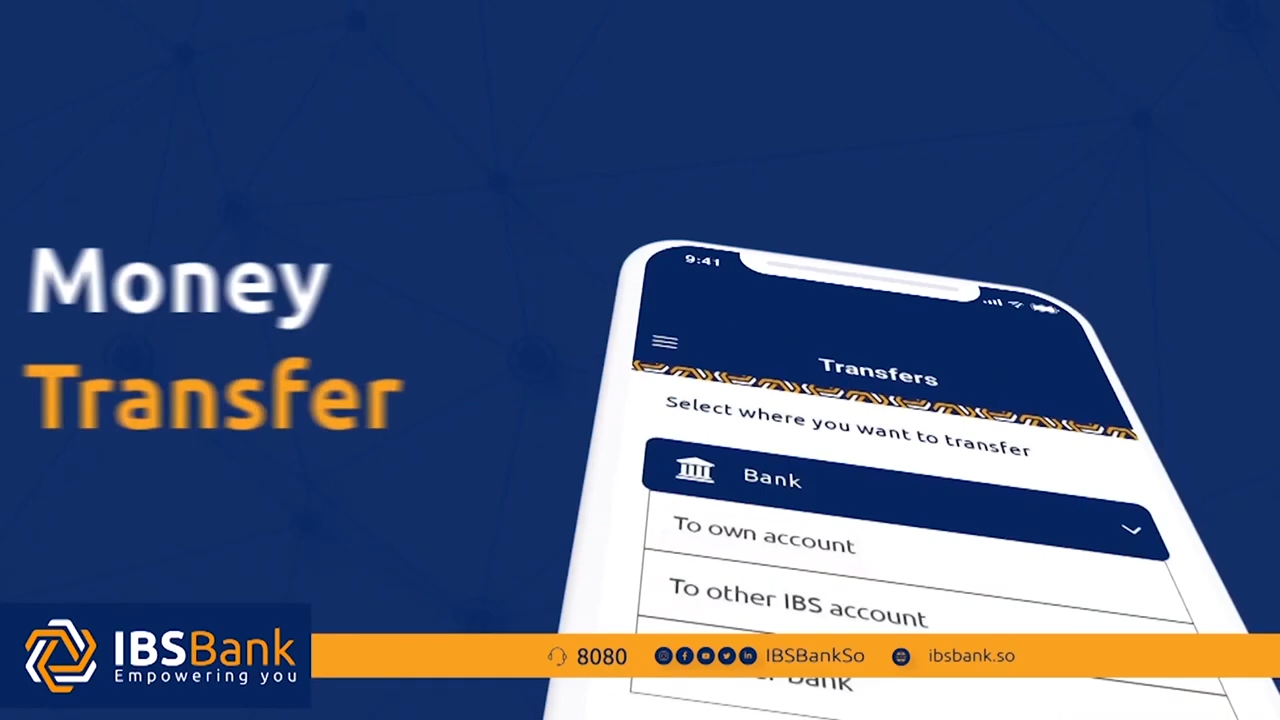 Money
Transfer
9:41
Transfers
Select where you want to transfer
Bank
To own account
To other IBS account
Bank
IBSBank
Empowering you
8080
IBSBankSo
ibsbank.so